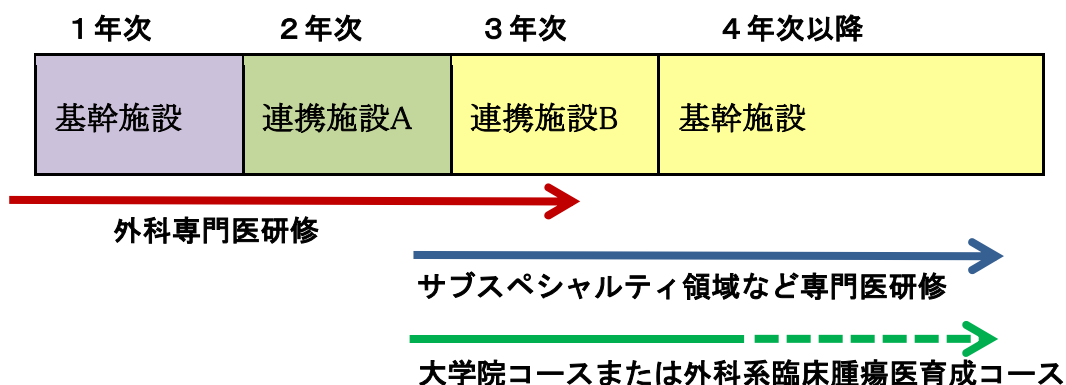 １年次 ２年次 ３年次 ４年次以降
基幹施設 連携施設A 連携施設B 基幹施設
外科専門医研修
サブスペシャルティ領域など専門医研修
大学院コースまたは外科系臨床腫瘍医育成コース